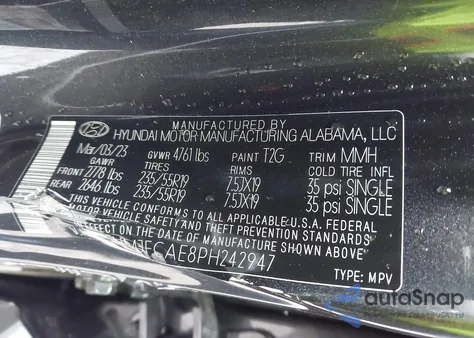 MANUFACTURED BY
HYUNDAI MOTOR MANUFACTURING ALABAMA, LLC
Mar/03/23 GVWR 4761 lbs PAINT T2G TRIM MMH
GAWR TIRES RIMS COLD TIRE INFL
FRONT 2778 lbs 235/55R19 7.5JX19 35 psi SINGLE
REAR 2646 lbs 235/55R19 7.5JX19 35 psi SINGLE
THIS VEHICLE CONFORMS TO ALL APPLICABLE U.S.A FEDERAL
MOTOR VEHICLE SAFETY AND THEFT PREVENTION STANDARDS
IN EFFECT ON THE DATE OF MANUFACTURE SHOWN ABOVE
CAE8PH242947
TYPE: MPV
autoSnap